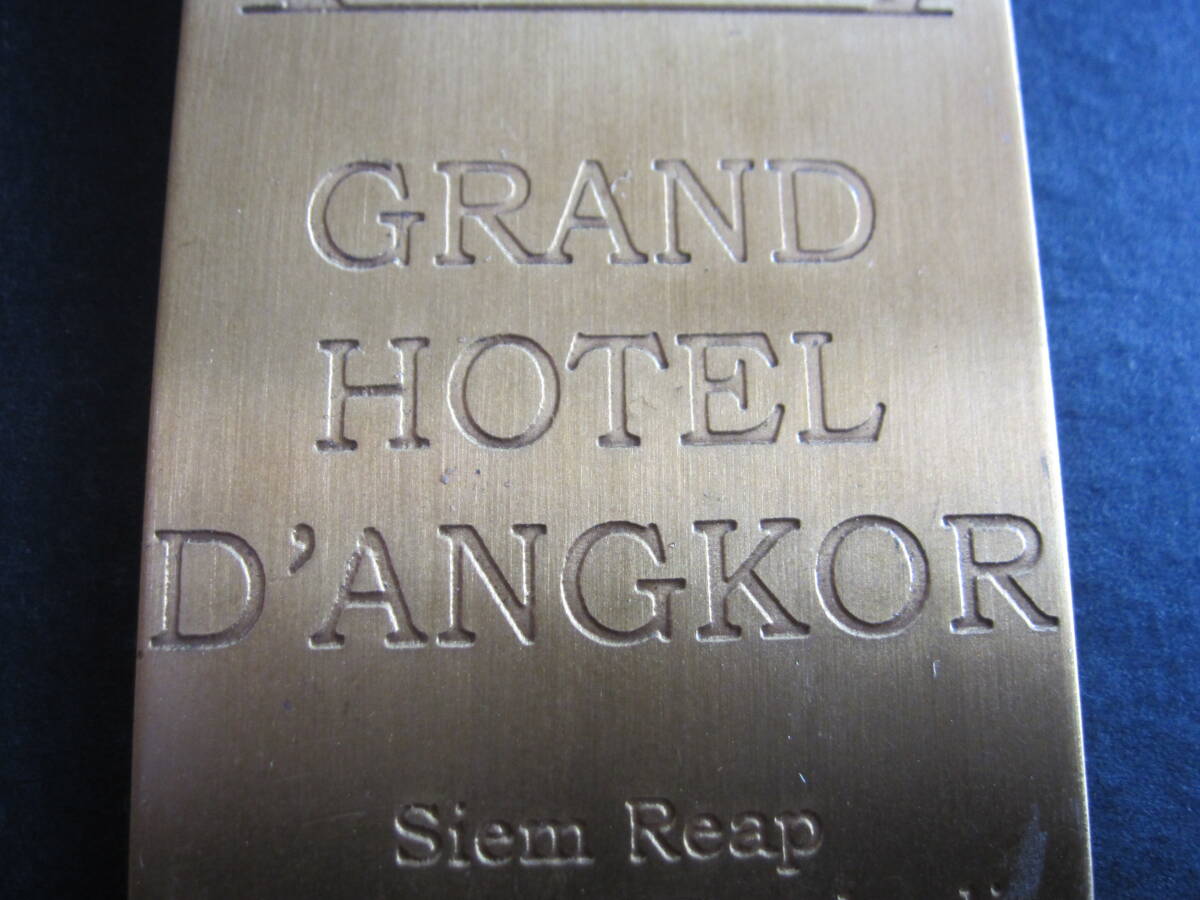 GRAND
HOTEL
D'ANGKOR
Siem Reap